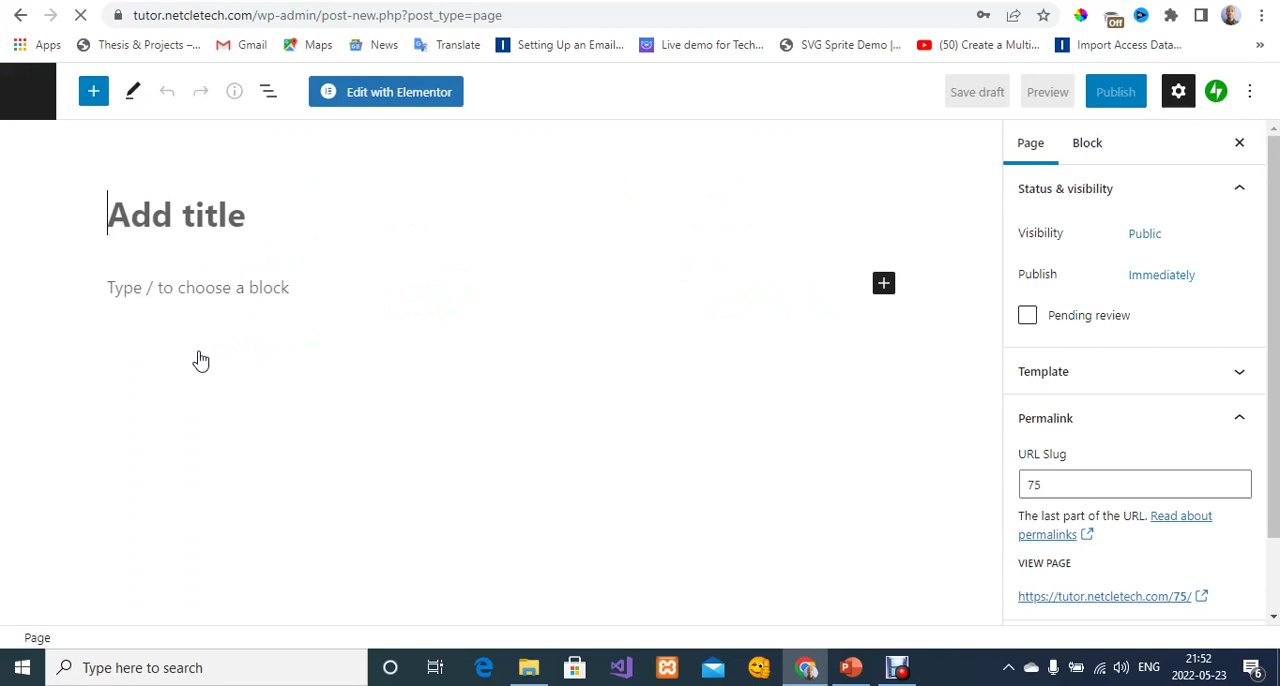 tutor.netcletech.com/wp-admin/post-new.php?post_type=page
Off
Apps
Thesis & Projects –...
Gmail
Maps
News
Translate
Setting Up an Email...
Live demo for Tech...
SVG Sprite Demo |...
(50) Create a Multi...
Import Access Data...
»
Edit with Elementor
Save draft
Preview
Publish
Page
Block
Add title
Type / to choose a block
Status & visibility
Visibility
Public
Publish
Immediately
Pending review
Template
Permalink
URL Slug
75
The last part of the URL. Read about
permalinks
VIEW PAGE
https://tutor.netcletech.com/75/
Page
Type here to search
ENG
21:52
2022-05-23
6